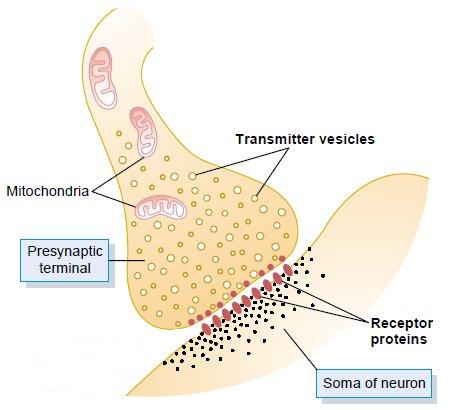 Transmitter vesicles
Mitochondria
Presynaptic
terminal
Receptor
proteins
Soma of neuron